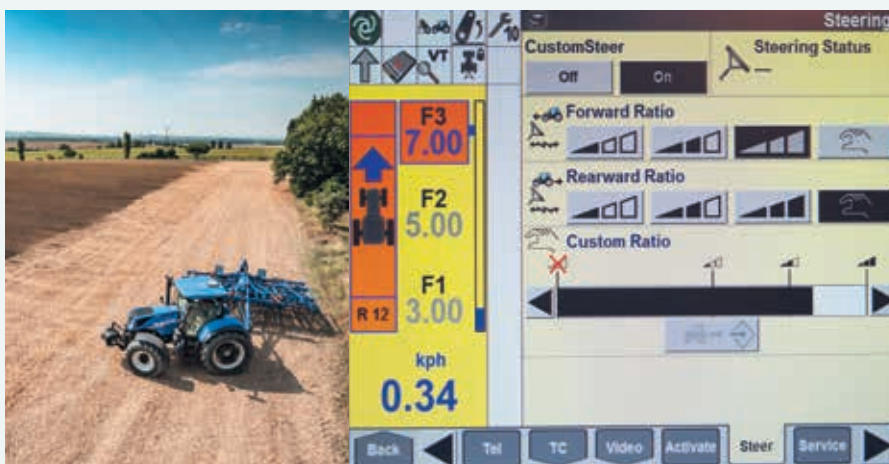 10
Steering
VT
CustomSteer
Steering Status
Off
On
F3
7.00
Forward Ratio
F2
5.00
Rearward Ratio
F1
3.00
Custom Ratio
R 12
kph
0.34
Back
Tel
TC
Video
Activate
Steer
Service